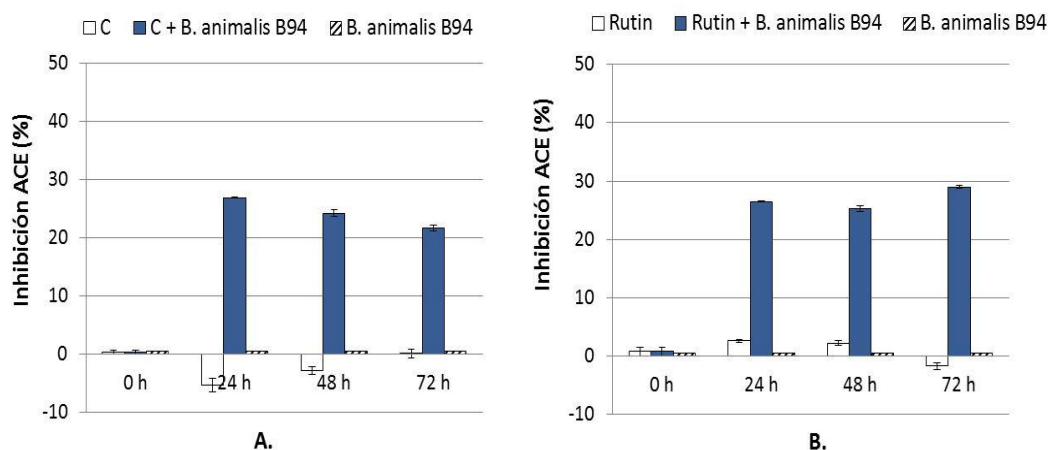 C C + B. animalis B94 B. animalis B94
50
40
30
20
10
0
-10
Inhibición ACE (%)
0 h 24 h 48 h 72 h
A.
Rutin Rutin + B. animalis B94 B. animalis B94
50
40
30
20
10
0
-10
Inhibición ACE (%)
0 h 24 h 48 h 72 h
B.